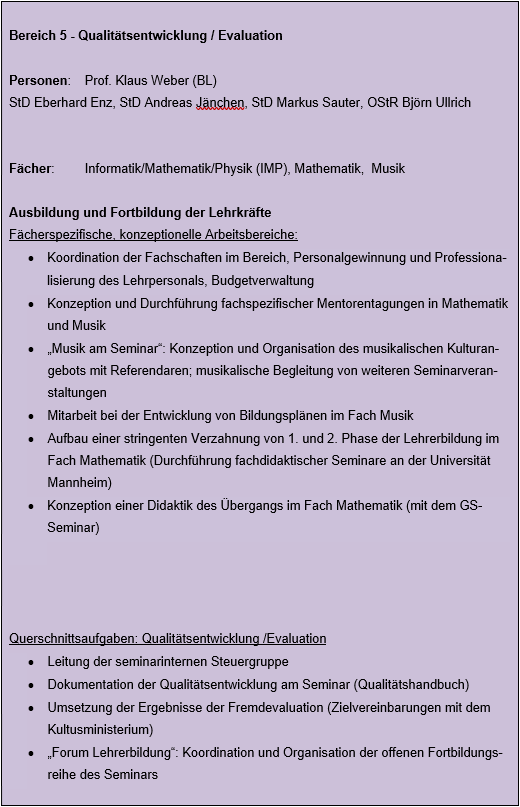 Bereich 5 - Qualitätsentwicklung / Evaluation
Personen: Prof. Klaus Weber (BL)
StD Eberhard Enz, StD Andreas Jänchen, StD Markus Sauter, OStR Björn Ullrich
Fächer: Informatik/Mathematik/Physik (IMP), Mathematik, Musik
Ausbildung und Fortbildung der Lehrkräfte
Fächerspezifische, konzeptionelle Arbeitsbereiche:
• Koordination der Fachschaften im Bereich, Personalgewinnung und Professiona-
lisierung des Lehrpersonals, Budgetverwaltung
• Konzeption und Durchführung fachspezifischer Mentorentagungen in Mathematik
und Musik
• „Musik am Seminar“: Konzeption und Organisation des musikalischen Kulturan-
gebots mit Referendaren; musikalische Begleitung von weiteren Seminarveran-
staltungen
• Mitarbeit bei der Entwicklung von Bildungsplänen im Fach Musik
• Aufbau einer stringenten Verzahnung von 1. und 2. Phase der Lehrerbildung im
Fach Mathematik (Durchführung fachdidaktischer Seminare an der Universität
Mannheim)
• Konzeption einer Didaktik des Übergangs im Fach Mathematik (mit dem GS-
Seminar)
Querschnittsaufgaben: Qualitätsentwicklung /Evaluation
• Leitung der seminarinternen Steuergruppe
• Dokumentation der Qualitätsentwicklung am Seminar (Qualitätshandbuch)
• Umsetzung der Ergebnisse der Fremdevaluation (Zielvereinbarungen mit dem
Kultusministerium)
• „Forum Lehrerbildung“: Koordination und Organisation der offenen Fortbildungs-
reihe des Seminars